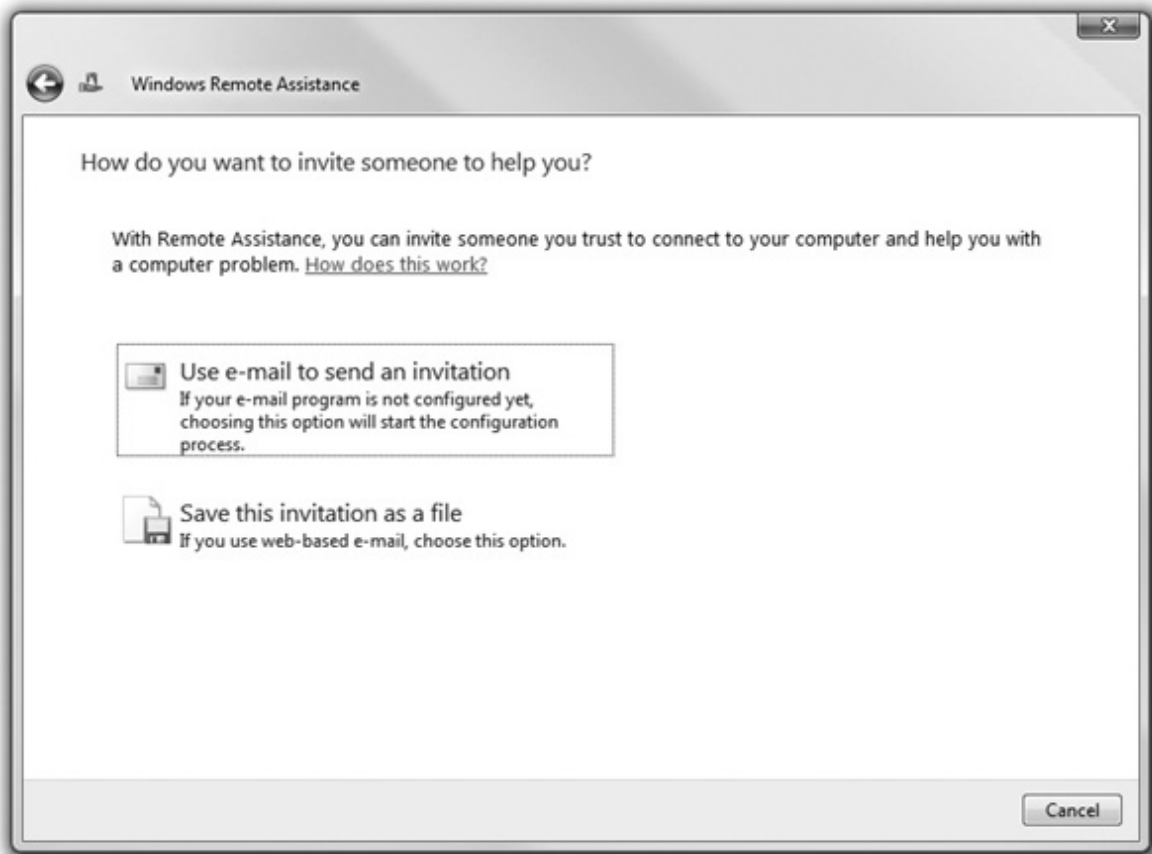 Windows Remote Assistance
How do you want to invite someone to help you?
With Remote Assistance, you can invite someone you trust to connect to your computer and help you with
a computer problem. How does this work?
Use e-mail to send an invitation
If your e-mail program is not configured yet,
choosing this option will start the configuration
process.
Save this invitation as a file
If you use web-based e-mail, choose this option.
Cancel